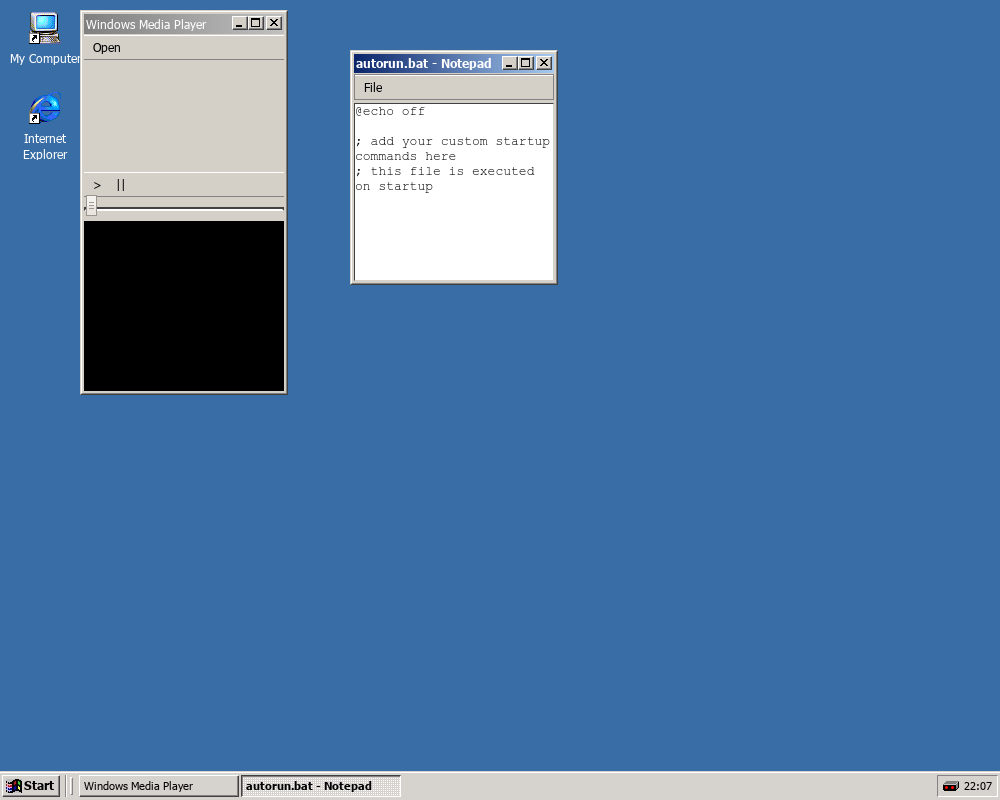 My Computer
Internet
Explorer
Windows Media Player
Open
> ||
autorun.bat - Notepad
File
@echo off
; add your custom startup
commands here
; this file is executed
on startup
Start
Windows Media Player
autorun.bat - Notepad
22:07